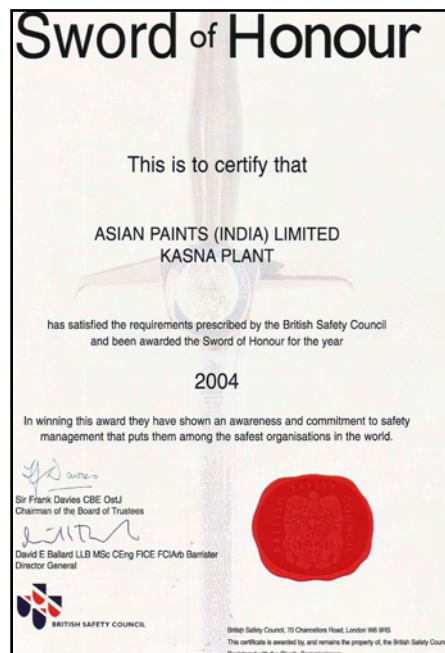 Sword of Honour
This is to certify that
ASIAN PAINTS (INDIA) LIMITED
KASNA PLANT
has satisfied the requirements prescribed by the British Safety Council
and been awarded the Sword of Honour for the year
2004
In winning this award they have shown an awareness and commitment to safety
management that puts them among the safest organisations in the world.
Sir Frank Davies CBE OstJ
Chairman of the Board of Trustees
David E Ballard LLB MSc CEng FICE FCIArb Barrister
Director General
BRITISH SAFETY COUNCIL
BRITISH SAFETY COUNCIL
British Safety Council, 70 Chancellors Road, London W6 9RS
This certificate is awarded by, and remains the property of, the British Safety Counc